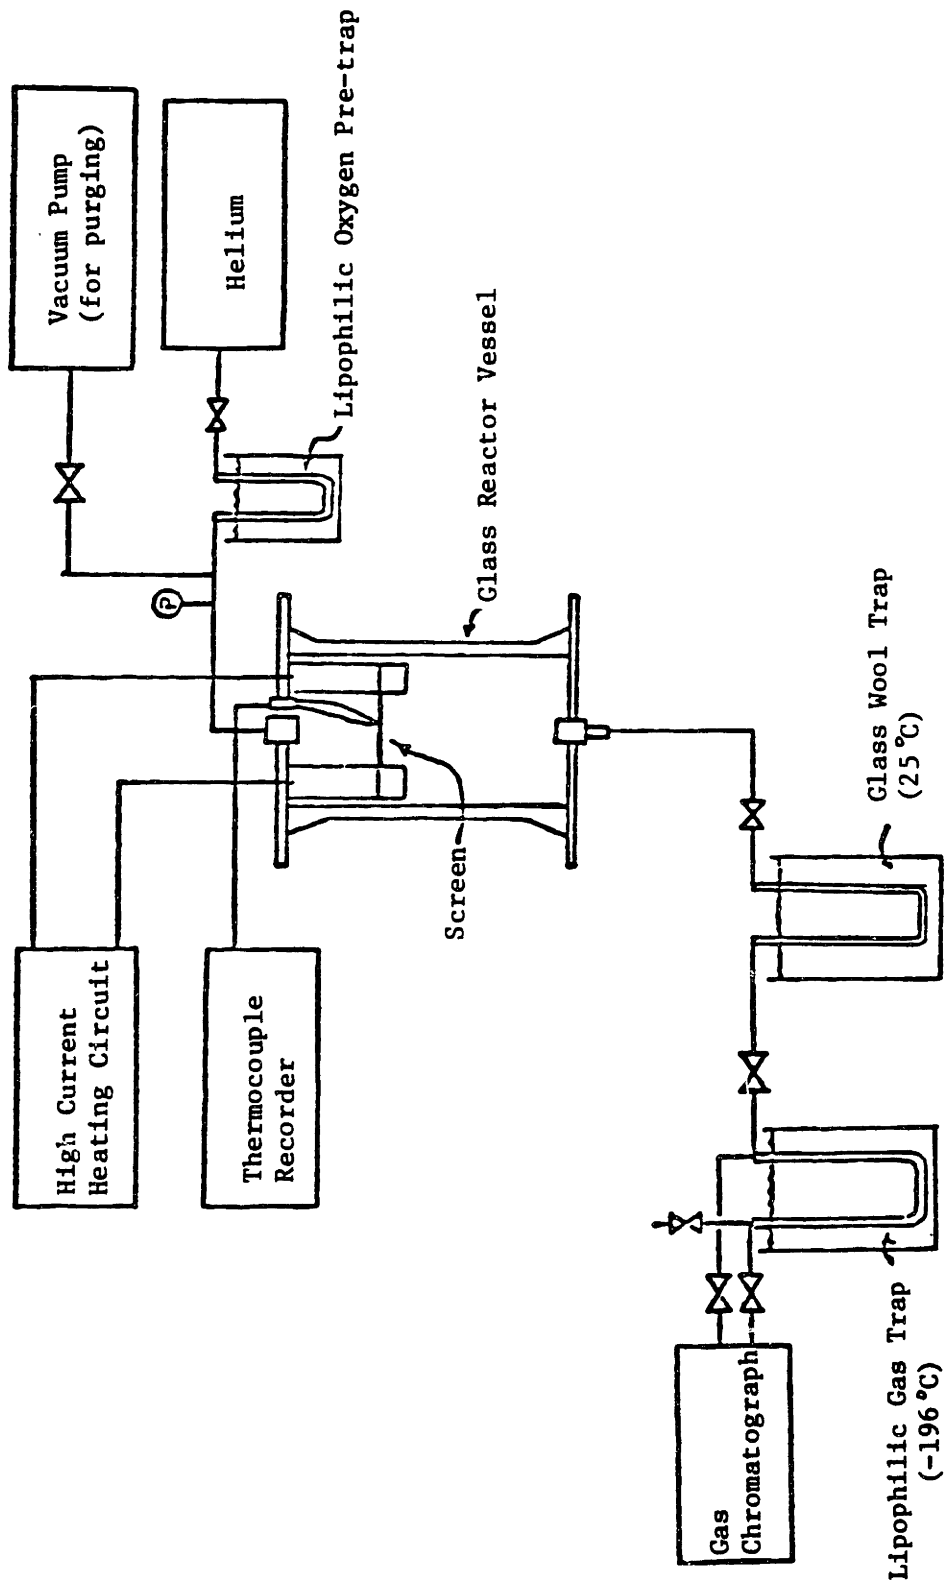 High Current
Heating Circuit
Vacuum Pump
(for purging)
Thermocouple
Recorder
P
Helium
Lipophilic Oxygen Pre-trap
Screen
Glass Reactor Vessel
Gas
Chromatograph
Lipophilic Gas Trap
(-196°C)
Glass Wool Trap
(25°C)